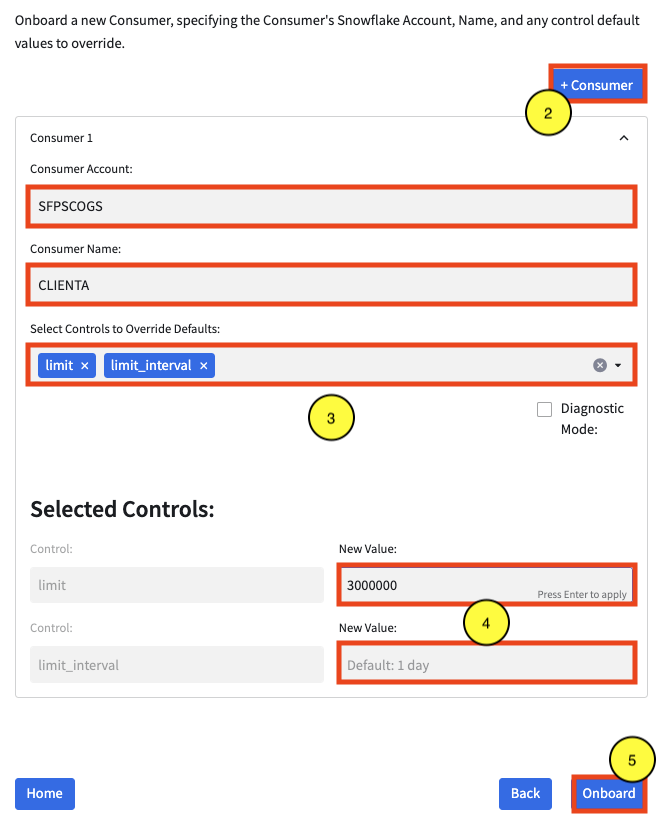 Onboard a new Consumer, specifying the Consumer's Snowflake Account, Name, and any control default
values to override.
+ Consumer
2
Consumer 1
Consumer Account:
SFPSCOGS
Consumer Name:
CLIENTA
Select Controls to Override Defaults:
limit × limit_interval ×
3
Diagnostic
Mode:
Selected Controls:
Control: New Value:
limit 3000000 Press Enter to apply
4
Control: New Value:
limit_interval Default: 1 day
5
Home Back Onboard